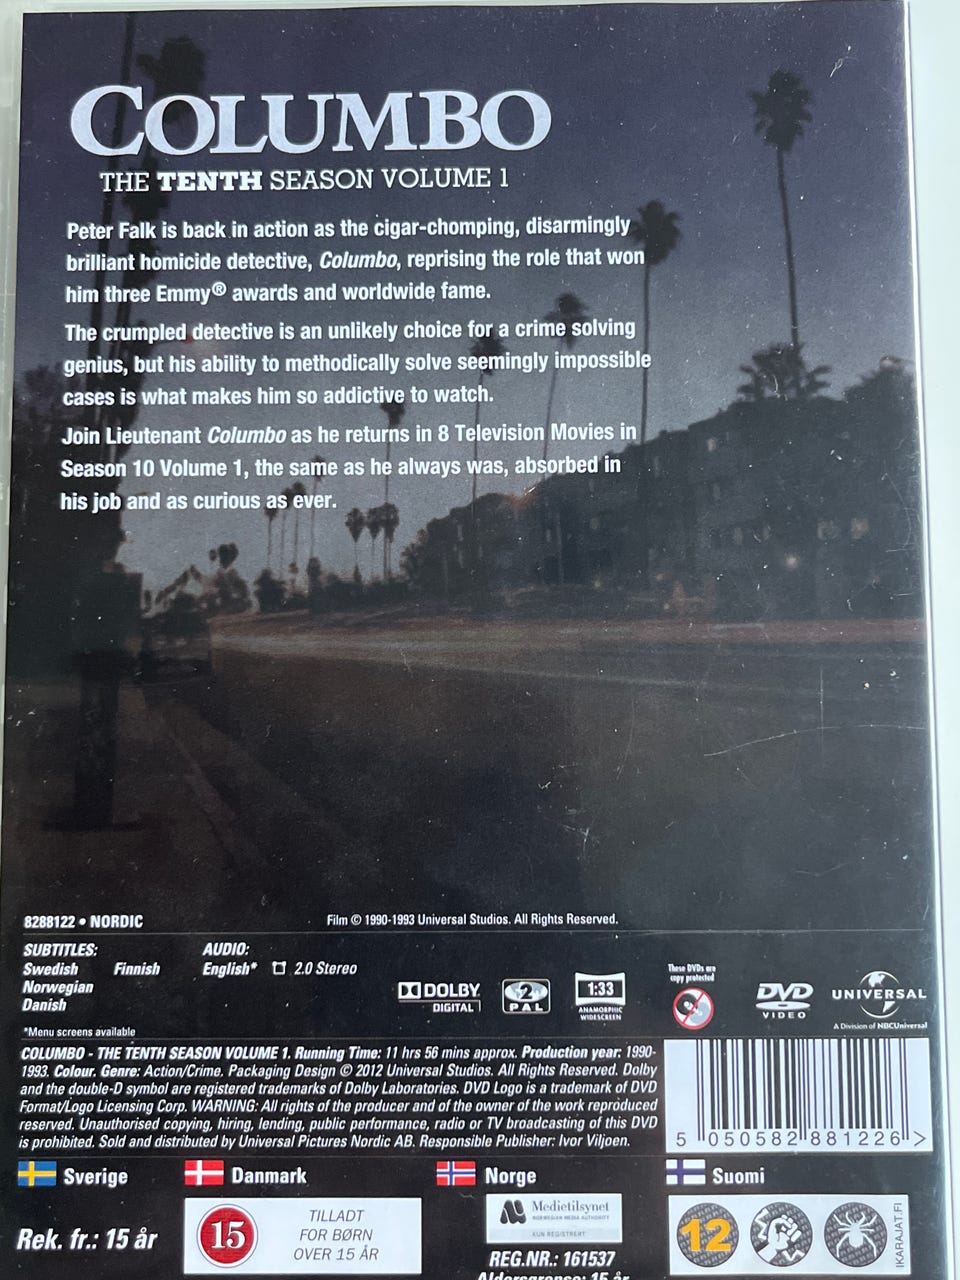 COLUMBO
THE TENTH SEASON VOLUME 1
Peter Falk is back in action as the cigar-chomping, disarmingly
brilliant homicide detective, Columbo, reprising the role that won
him three Emmy® awards and worldwide fame.
The crumpled detective is an unlikely choice for a crime solving
genius, but his ability to methodically solve seemingly impossible
cases is what makes him so addictive to watch.
Join Lieutenant Columbo as he returns in 8 Television Movies in
Season 10 Volume 1, the same as he always was, absorbed in
his job and as curious as ever.
8288122 • NORDIC
Film © 1990-1993 Universal Studios. All Rights Reserved.
SUBTITLES:
Swedish Finnish
Norwegian
Danish
AUDIO:
English* 2.0 Stereo
*Menu screens available
DOLBY
DIGITAL
2
PAL
1:33
ANAMORPHIC
WIDESCREEN
These DVDs are
copy protected
DVD
VIDEO
UNIVERSAL
A Division of NBCUniversal
COLUMBO - THE TENTH SEASON VOLUME 1. Running Time: 11 hrs 56 mins approx. Production year: 1990-
1993. Colour. Genre: Action/Crime. Packaging Design © 2012 Universal Studios. All Rights Reserved. Dolby
and the double-D symbol are registered trademarks of Dolby Laboratories. DVD Logo is a trademark of DVD
Format/Logo Licensing Corp. WARNING: All rights of the producer and of the owner of the work reproduced
reserved. Unauthorised copying, hiring, lending, public performance, radio or TV broadcasting of this DVD
is prohibited. Sold and distributed by Universal Pictures Nordic AB. Responsible Publisher: Ivor Viljoen.
5 050582 881226 >
Sverige
Rek. fr.: 15 år
Danmark
15
TILLADT
FOR BØRN
OVER 15 ÅR
Norge
Medietilsynet
NORWEGIAN MEDIA AUTHORITY
KUN REGISTRERT
REG.NR.: 161537
Aldersgrense: 15 år
Suomi
12
IKARAJAT.FI